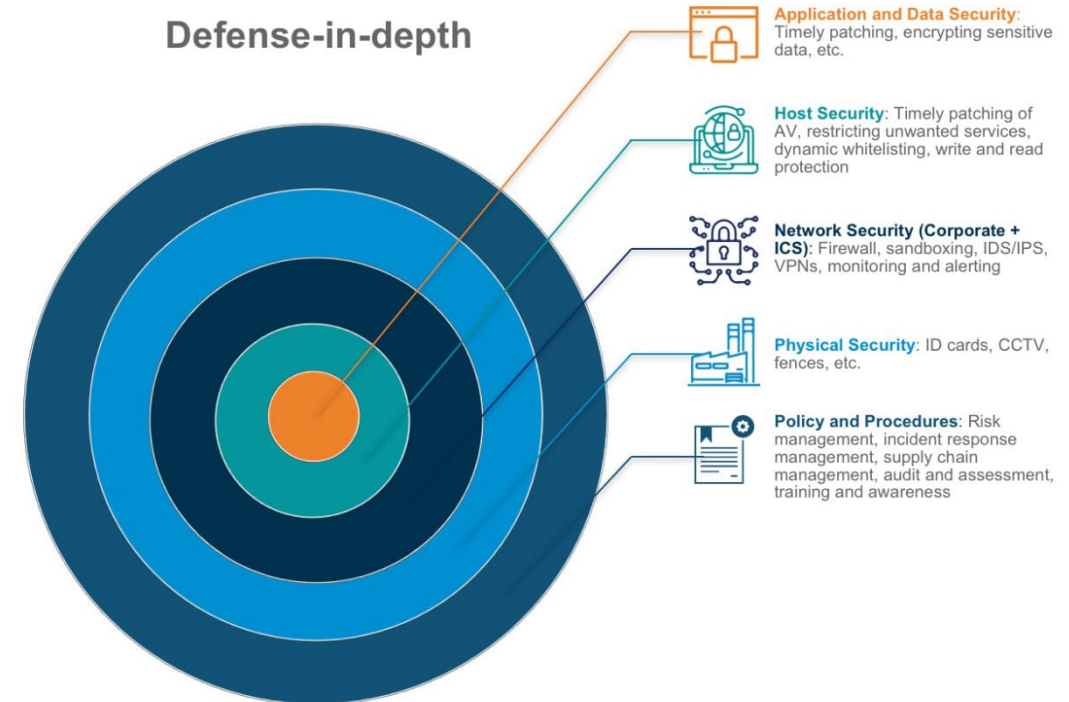 Defense-in-depth
Application and Data Security:
Timely patching, encrypting sensitive
data, etc.
Host Security: Timely patching of
AV, restricting unwanted services,
dynamic whitelisting, write and read
protection
Network Security (Corporate +
ICS): Firewall, sandboxing, IDS/IPS,
VPNs, monitoring and alerting
Physical Security: ID cards, CCTV,
fences, etc.
Policy and Procedures: Risk
management, incident response
management, supply chain
management, audit and assessment,
training and awareness